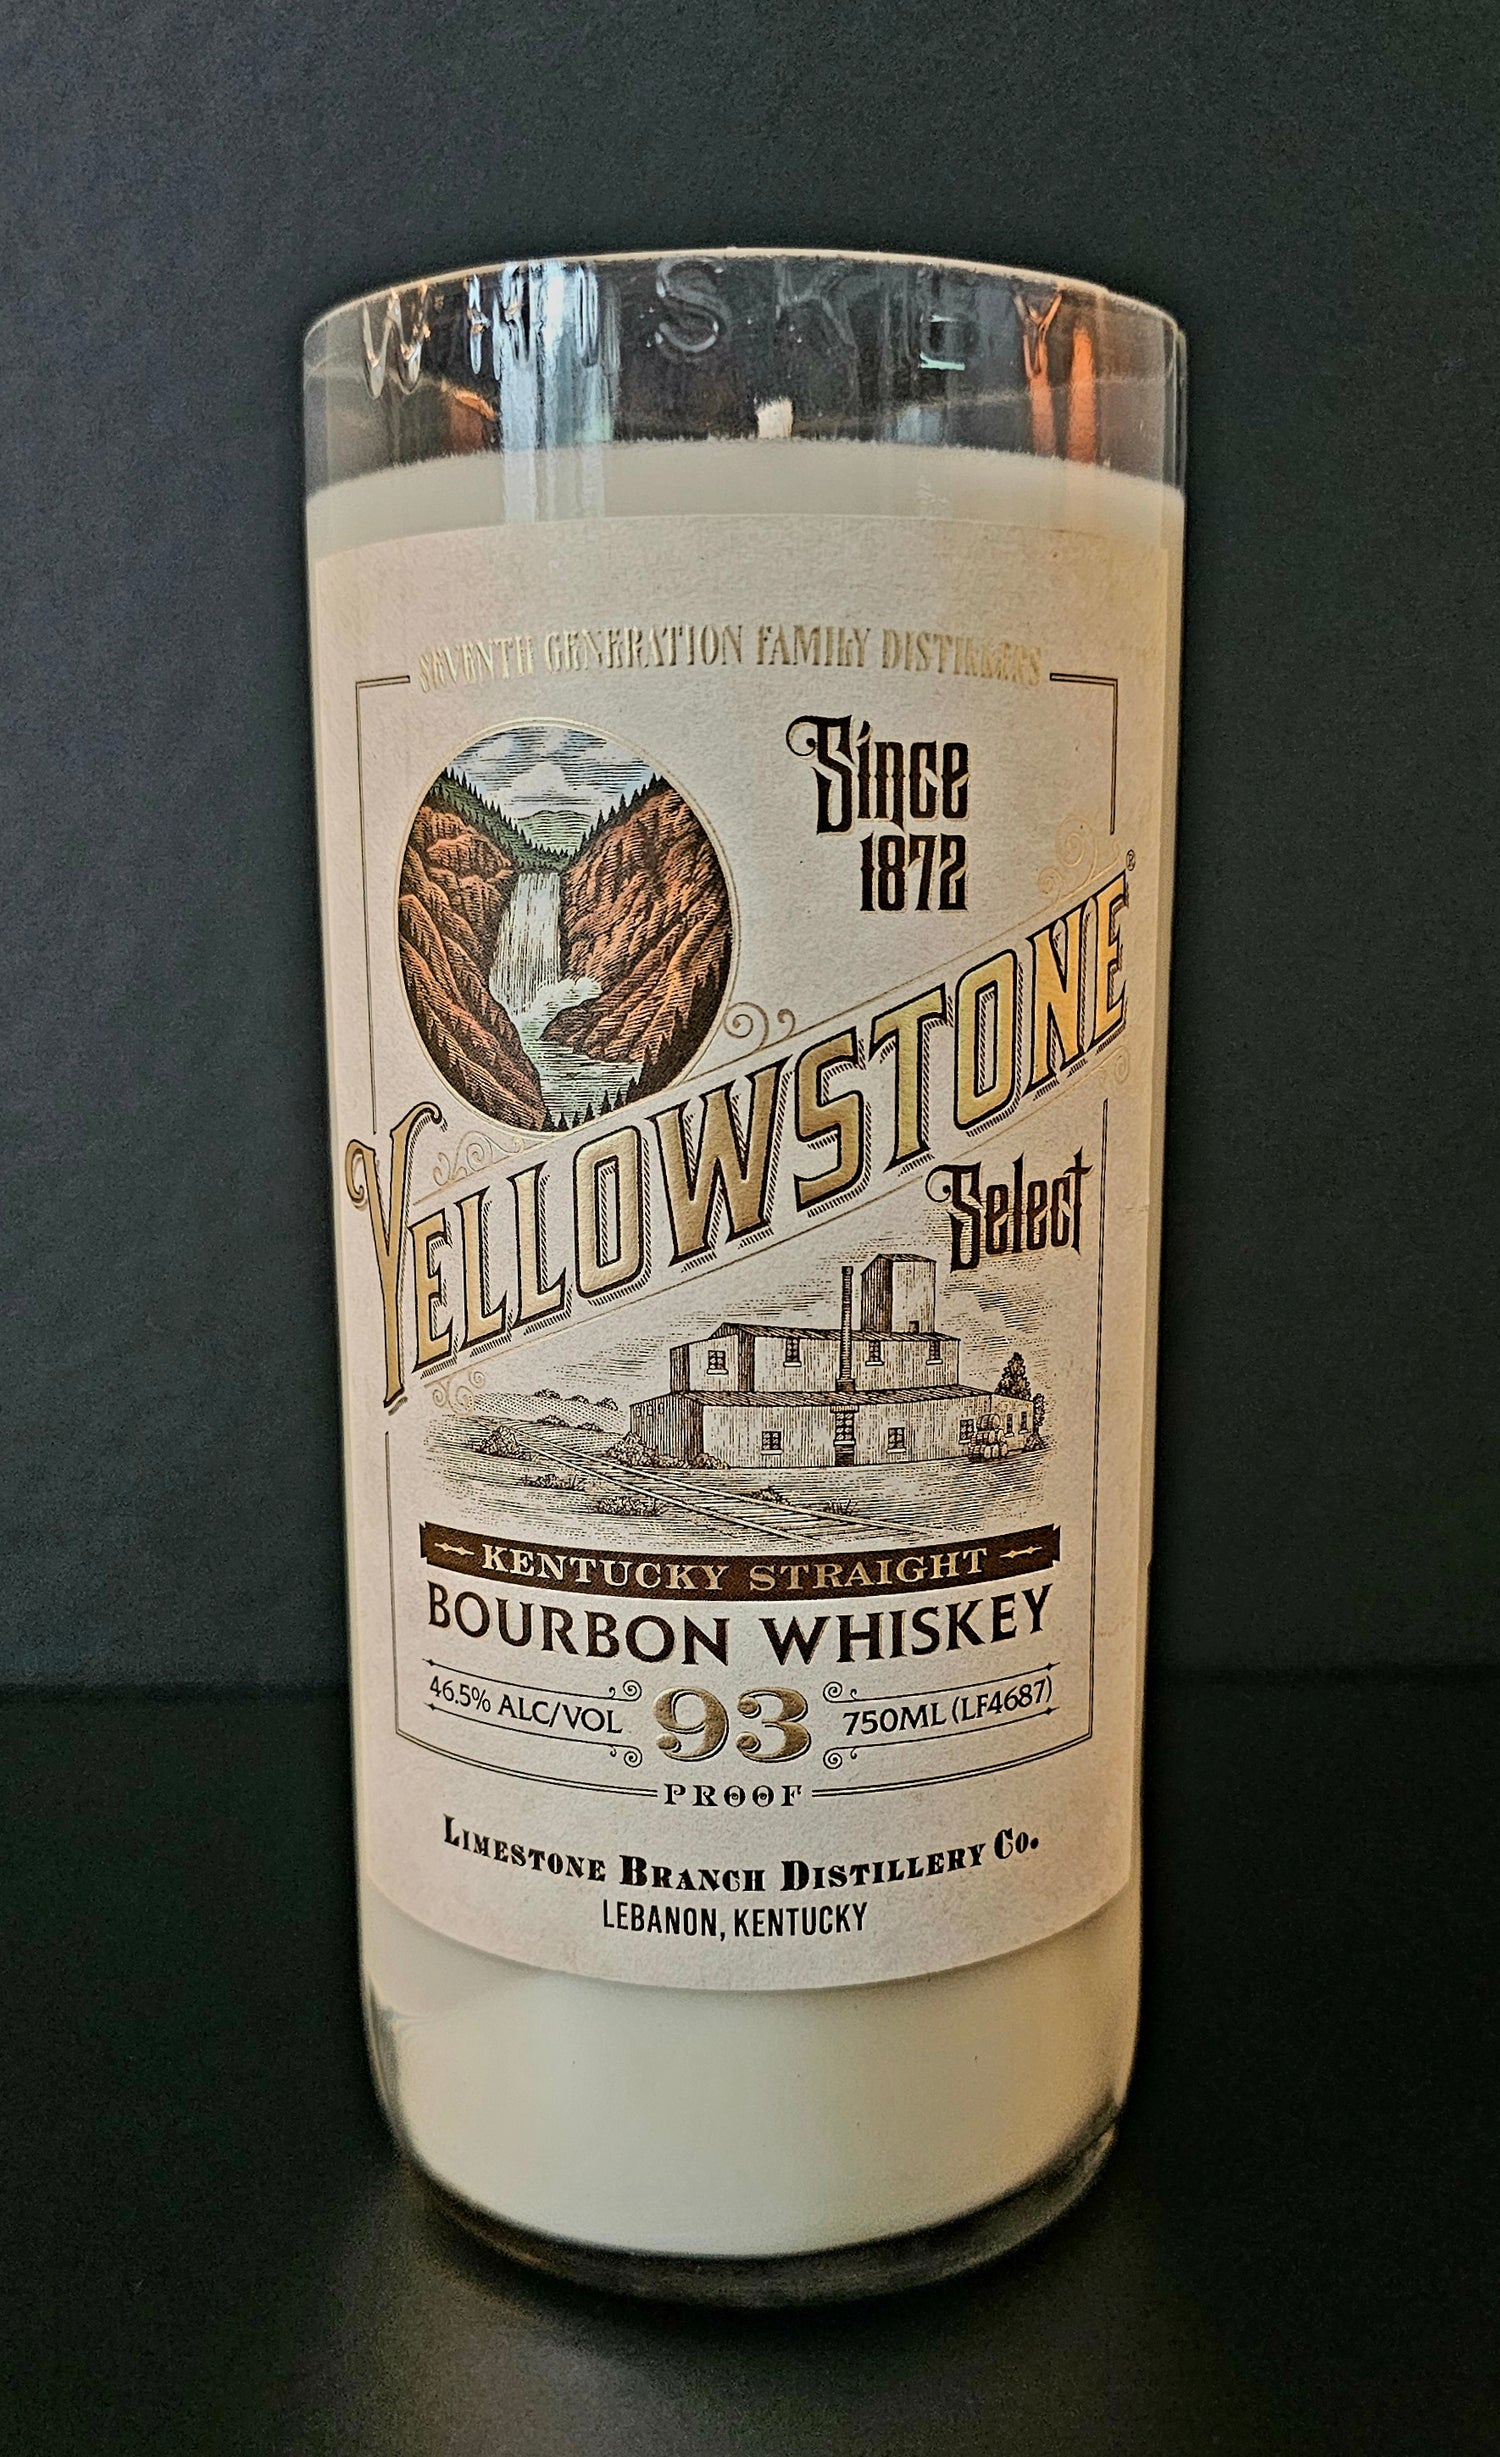 WHISKEY
SEVENTH GENERATION FAMILY DISTILLERS
Since
1872
YELLOWSTONE®
Select
KENTUCKY STRAIGHT
BOURBON WHISKEY
46.5% ALC/VOL 93 750ML (LF4687)
PROOF
LIMESTONE BRANCH DISTILLERY CO.
LEBANON, KENTUCKY